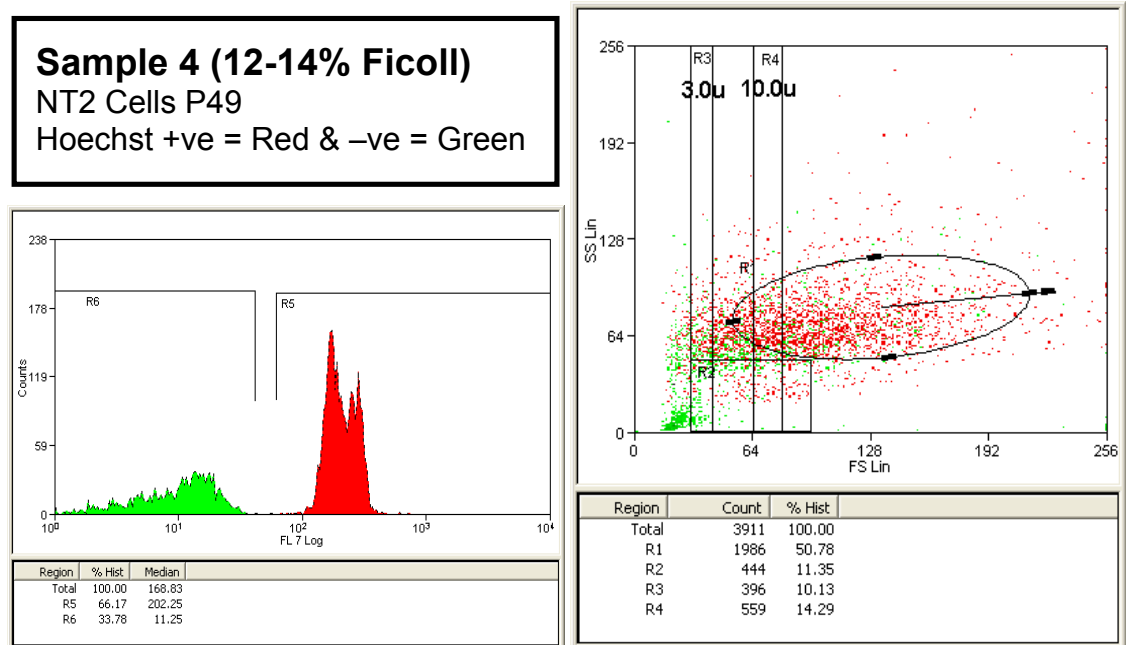 Sample 4 (12-14% Ficoll)
NT2 Cells P49
Hoechst +ve = Red & –ve = Green
238
178
119
59
0
Counts
R6
R5
10⁰
10¹
10²
10³
10⁴
FL 7 Log
Region % Hist Median
Total 100.00 168.83
R5 66.17 202.25
R6 33.78 11.25
256
192
128
64
0
SS Lin
R3
R4
3.0u
10.0u
R2
0
64
128
192
256
FS Lin
Region Count % Hist
Total 3911 100.00
R1 1986 50.78
R2 444 11.35
R3 396 10.13
R4 559 14.29